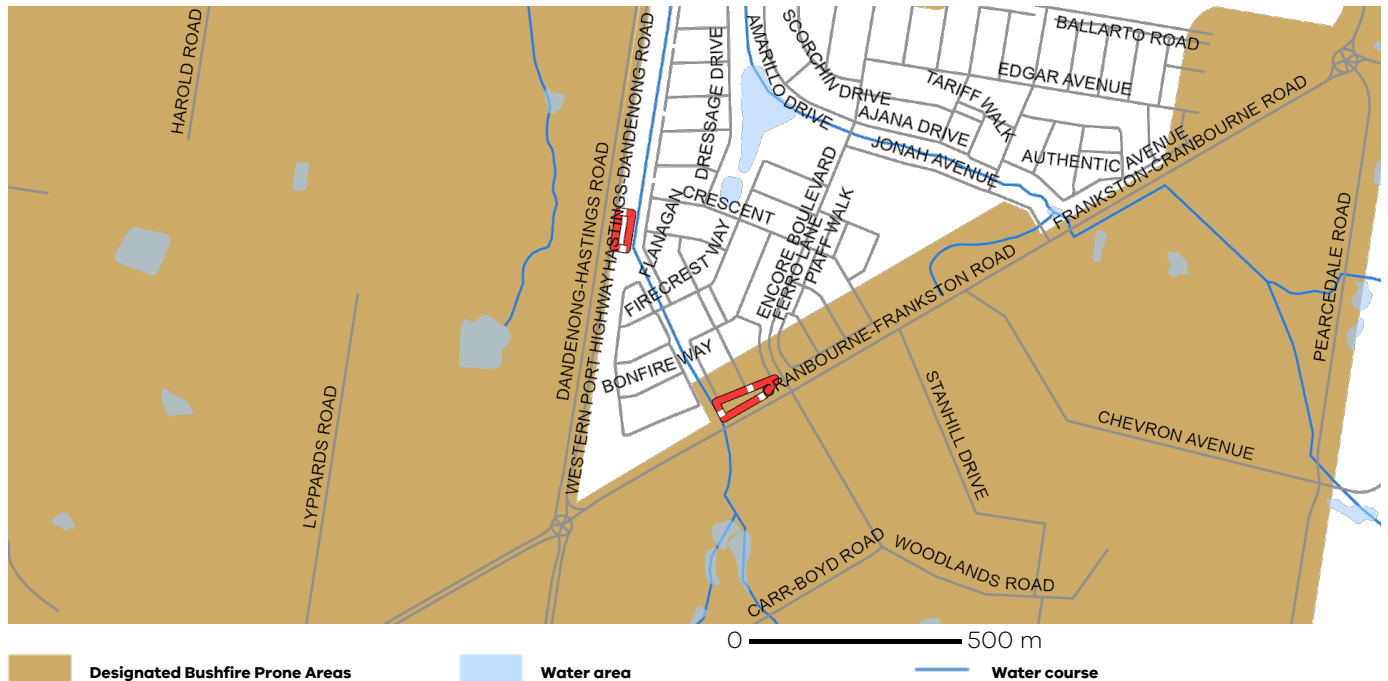 BALLARTO ROAD
HAROLD ROAD
HASTINGS-DANDENONG ROAD
DRESSAGE DRIVE
AMARILLO DRIVE
SCORCHIN DRIVE
TARIFF WALK
EDGAR AVENUE
AJANA DRIVE
JONAH AVENUE
AUTHENTIC AVENUE
FRANKSTON-CRANBOURNE ROAD
DANDENONG-HASTINGS ROAD
WESTERN PORT HIGHWAY
FLANAGAN CRESCENT
FIRECREST WAY
ENCORE BOULEVARD
FERRO LANE
PIAFF WALK
PEARCEDALE ROAD
BONFIRE WAY
CRANBOURNE-FRANKSTON ROAD
LYPPARDS ROAD
STANHILL DRIVE
CHEVRON AVENUE
CARR-BOYD ROAD
WOODLANDS ROAD
0 500 m
Designated Bushfire Prone Areas
Water area
Water course